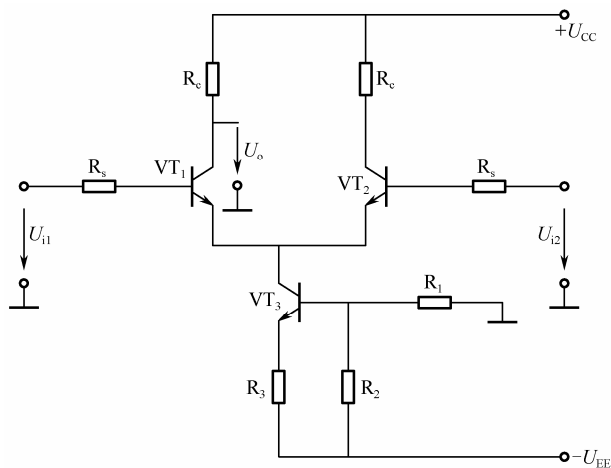 +U_CC
R_c
R_c
R_s
VT_1
U_o
VT_2
R_s
U_i1
U_i2
VT_3
R_1
R_3
R_2
−U_EE